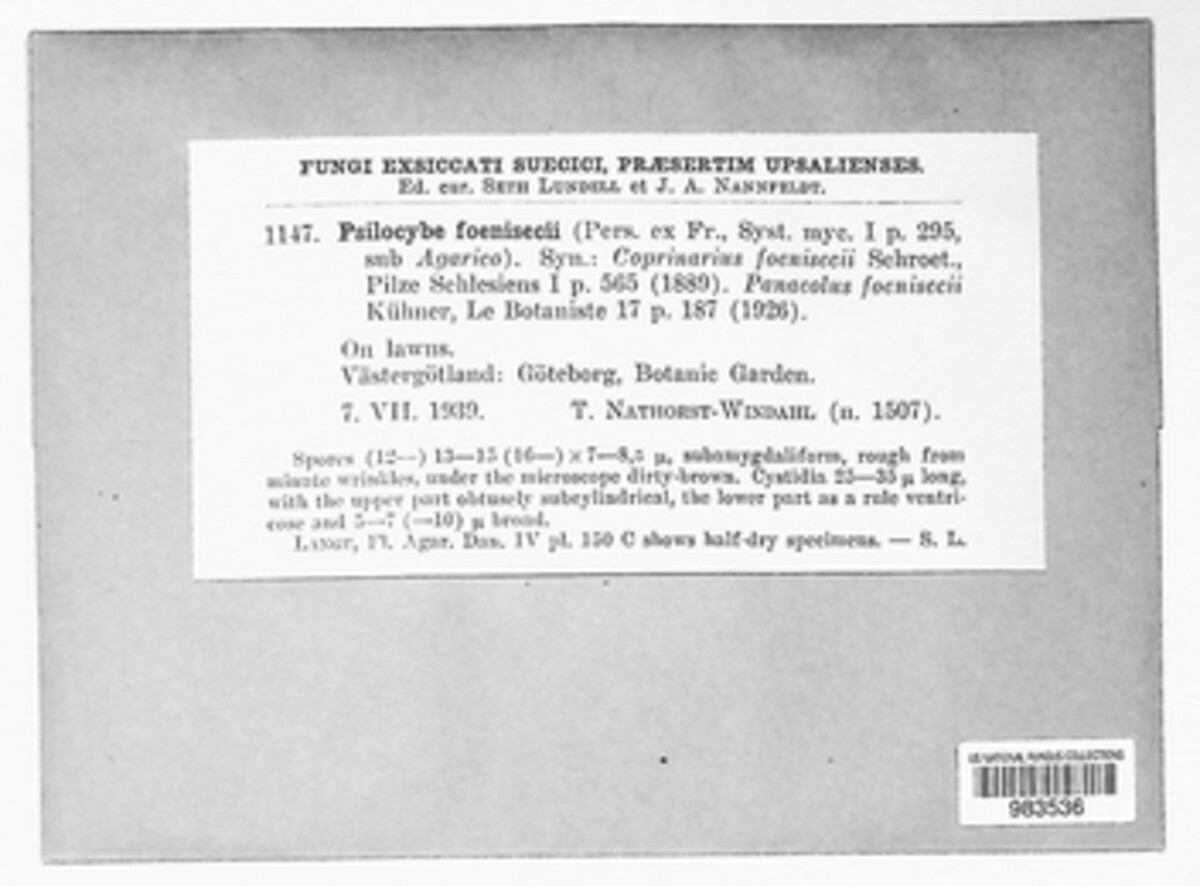 FUNGI EXSICCATI SUECICI, PRÆSERTIM UPSALIENSES.
Ed. cur. SETH LUNDELL et J. A. NANNFELDT.
1147. Psilocybe foenisecii (Pers. ex Fr., Syst. myc. I p. 295,
sub Agarico). Syn.: Coprinarius foenisecii Schroet.,
Pilze Schlesiens I p. 565 (1889). Panaeolus foenisecii
Kühner, Le Botaniste 17 p. 187 (1926).
On lawns.
Västergötland: Göteborg, Botanic Garden.
7. VII. 1939. T. NATHORST-WINDAHL (n. 1507).
Spores (12—) 13—15 (16—) × 7—8,5 µ, subamygdaliform, rough from
minute wrinkles, under the microscope dirty-brown. Cystidia 25—35 µ long,
with the upper part obtusely subcylindrical, the lower part as a rule ventri-
cose and 5—7 (—10) µ broad.
LANGE, Fl. Agar. Dan. IV pl. 150 C shows half-dry specimens. — S. L.
US NATIONAL FUNGUS COLLECTIONS
983536